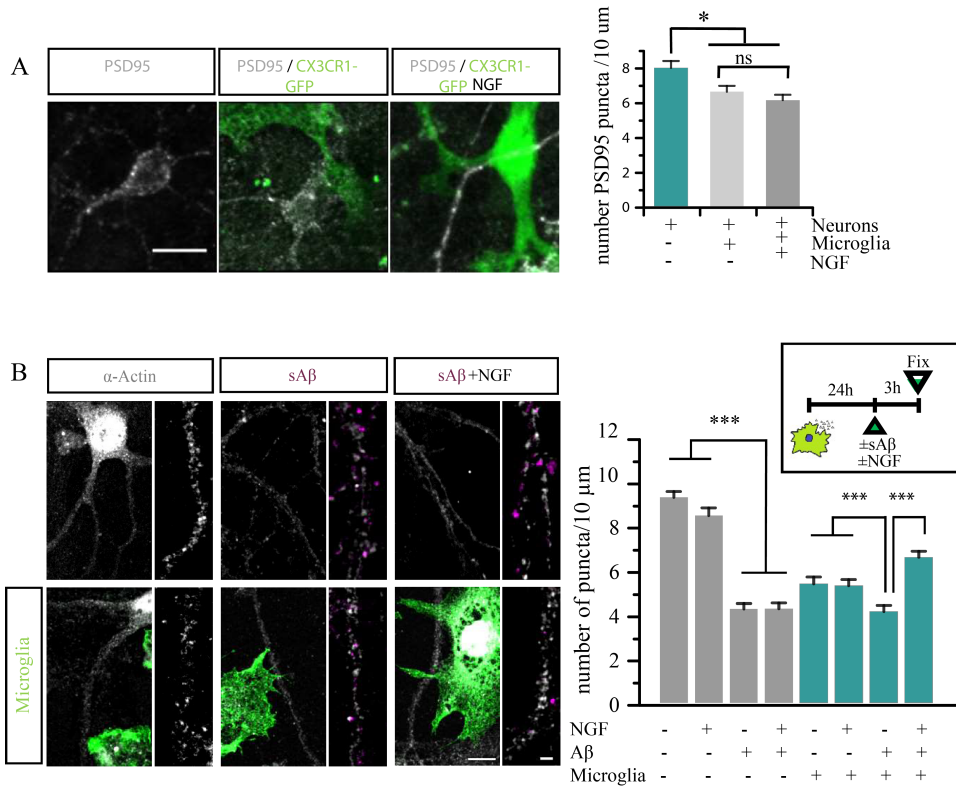 A
PSD95
PSD95 / CX3CR1-
GFP
PSD95 / CX3CR1-
GFP NGF
number PSD95 puncta /10 um
8
6
4
2
0
*
ns
+ + + Neurons
- + + Microglia
- - + NGF
B
α-Actin
sAβ
sAβ+NGF
Microglia
24h
3h
Fix
±sAβ
±NGF
number of puncta/10 µm
12
10
8
6
4
2
0
***
***
***
NGF - + - + - + - +
Aβ - - + + - - + +
Microglia - - - - + + + +